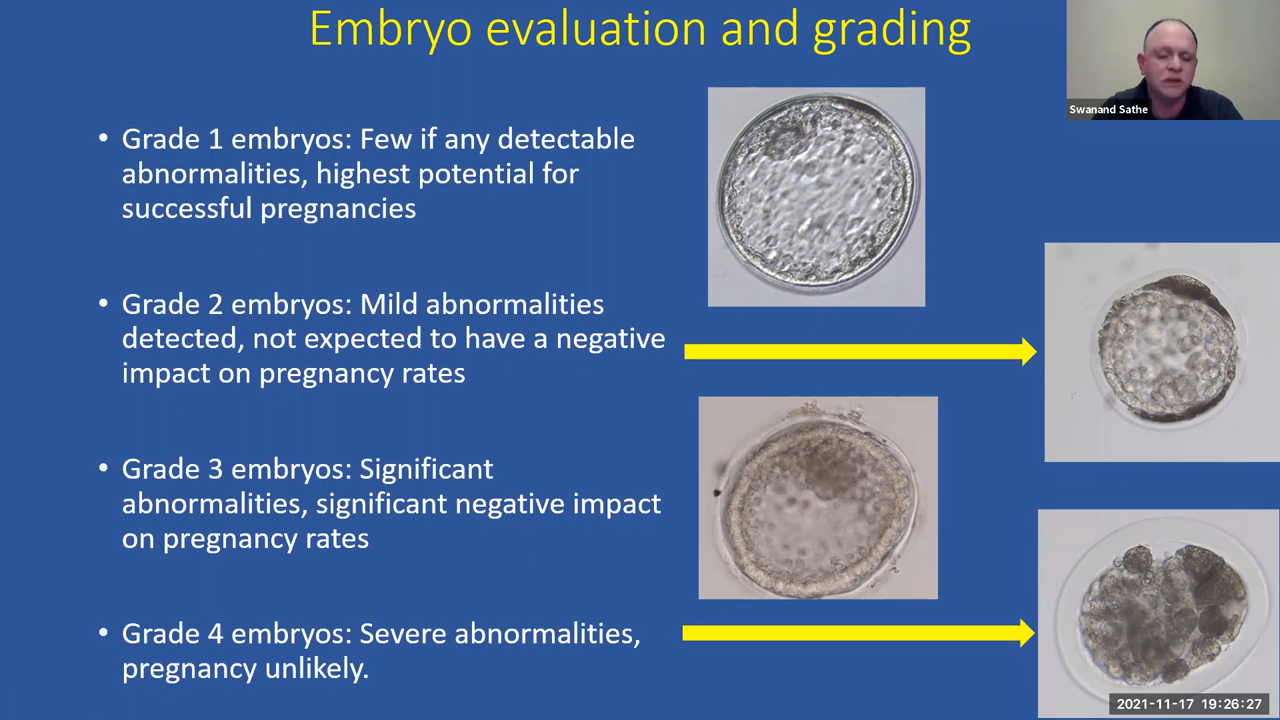 Embryo evaluation and grading
Swanand Sathe
• Grade 1 embryos: Few if any detectable
abnormalities, highest potential for
successful pregnancies
• Grade 2 embryos: Mild abnormalities
detected, not expected to have a negative
impact on pregnancy rates
• Grade 3 embryos: Significant
abnormalities, significant negative impact
on pregnancy rates
• Grade 4 embryos: Severe abnormalities,
pregnancy unlikely.
2021-11-17 19:26:27